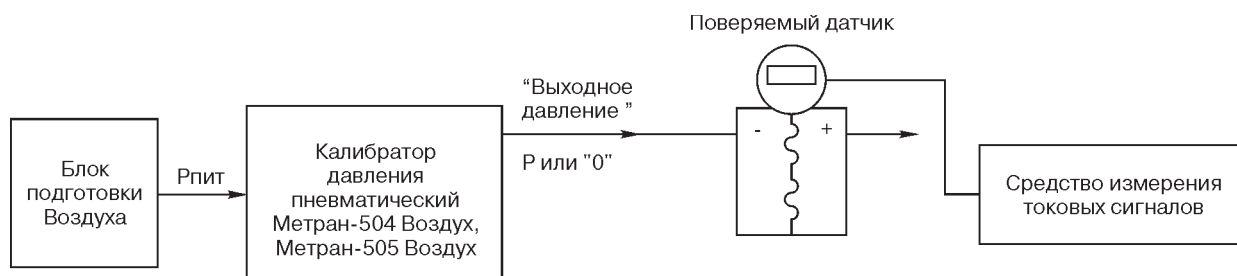 Поверяемый датчик
“Выходное
давление ”
Р или "0"
- +
Блок
подготовки
Воздуха
Рпит
Калибратор
давления
пневматический
Метран-504 Воздух,
Метран-505 Воздух
Средство измерения
токовых сигналов